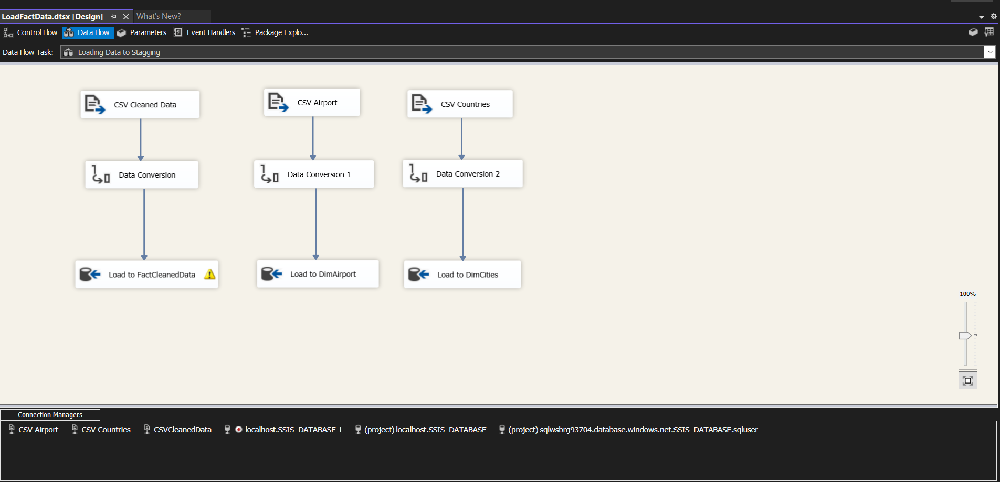 LoadFactData.dtsx [Design] What's New?
Control Flow Data Flow Parameters Event Handlers Package Explo...
Data Flow Task: Loading Data to Stagging
CSV Cleaned Data CSV Airport CSV Countries
Data Conversion Data Conversion 1 Data Conversion 2
Load to FactCleanedData Load to DimAirport Load to DimCities
100%
Connection Managers
CSV Airport CSV Countries CSVCleanedData localhost.SSIS_DATABASE 1 (project) localhost.SSIS_DATABASE (project) sqlwsbrg93704.database.windows.net.SSIS_DATABASE.sqluser